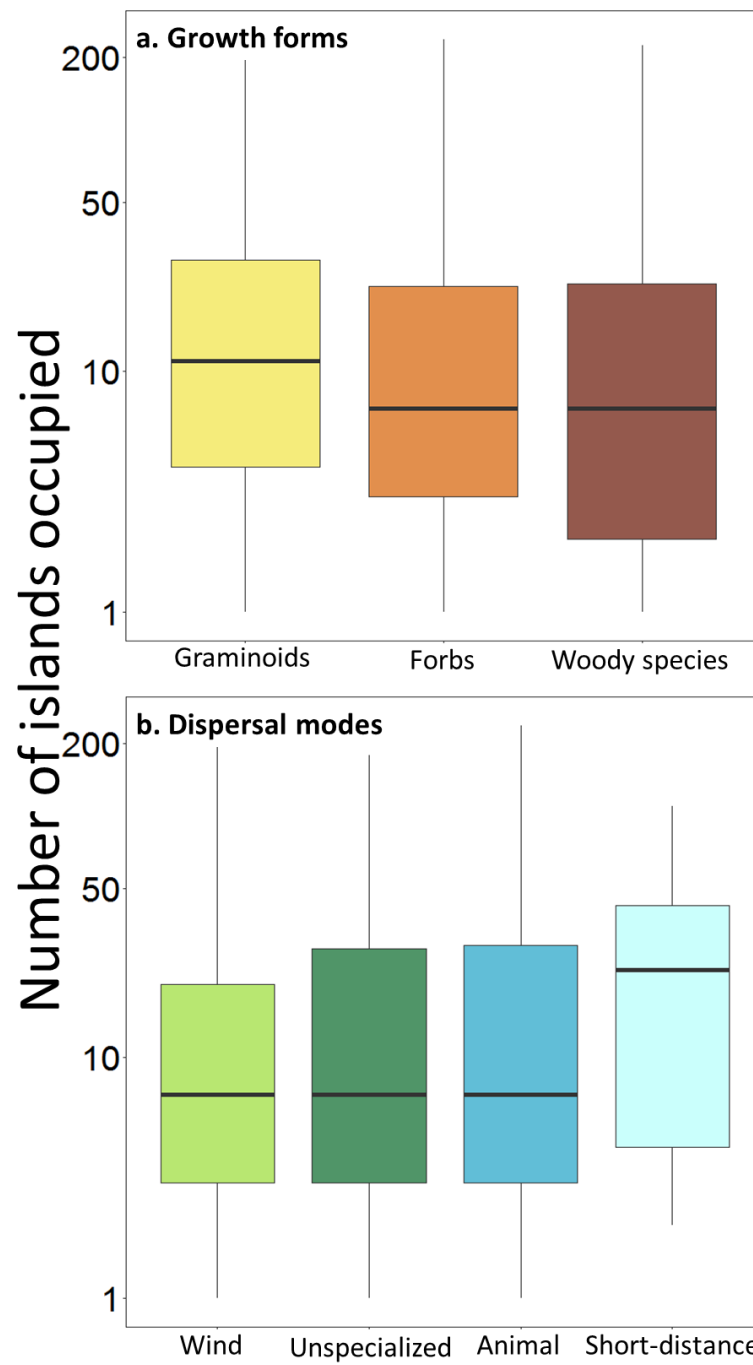 Number of islands occupied
a. Growth forms
200
50
10
1
Graminoids
Forbs
Woody species
b. Dispersal modes
200
50
10
1
Wind
Unspecialized
Animal
Short-distance